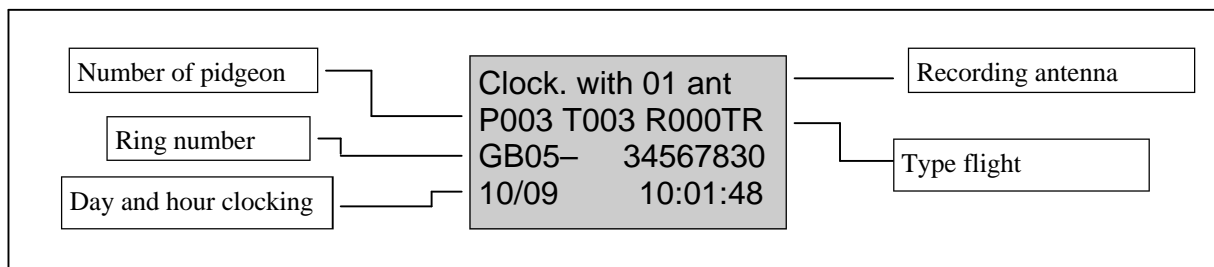 Number of pidgeon
Ring number
Day and hour clocking
Clock. with 01 ant
P003 T003 R000TR
GB05– 34567830
10/09 10:01:48
Recording antenna
Type flight